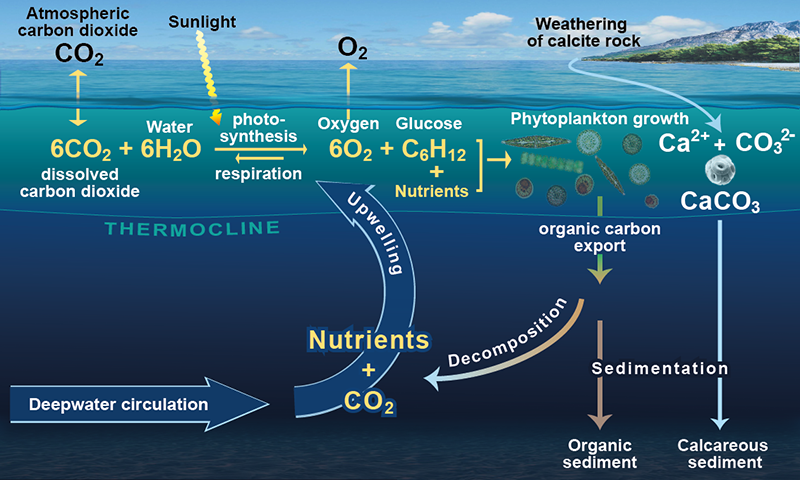 Atmospheric
carbon dioxide
CO₂
Sunlight
O₂
Weathering
of calcite rock
6CO₂ + 6H₂O
Water
dissolved
carbon dioxide
photo-
synthesis
respiration
Oxygen
Glucose
6O₂ + C₆H₁₂
+
Nutrients
Phytoplankton growth
Ca²⁺ + CO₃²⁻
CaCO₃
THERMOCLINE
Upwelling
organic carbon
export
Nutrients
+
CO₂
Decomposition
Sedimentation
Deepwater circulation
Organic
sediment
Calcareous
sediment